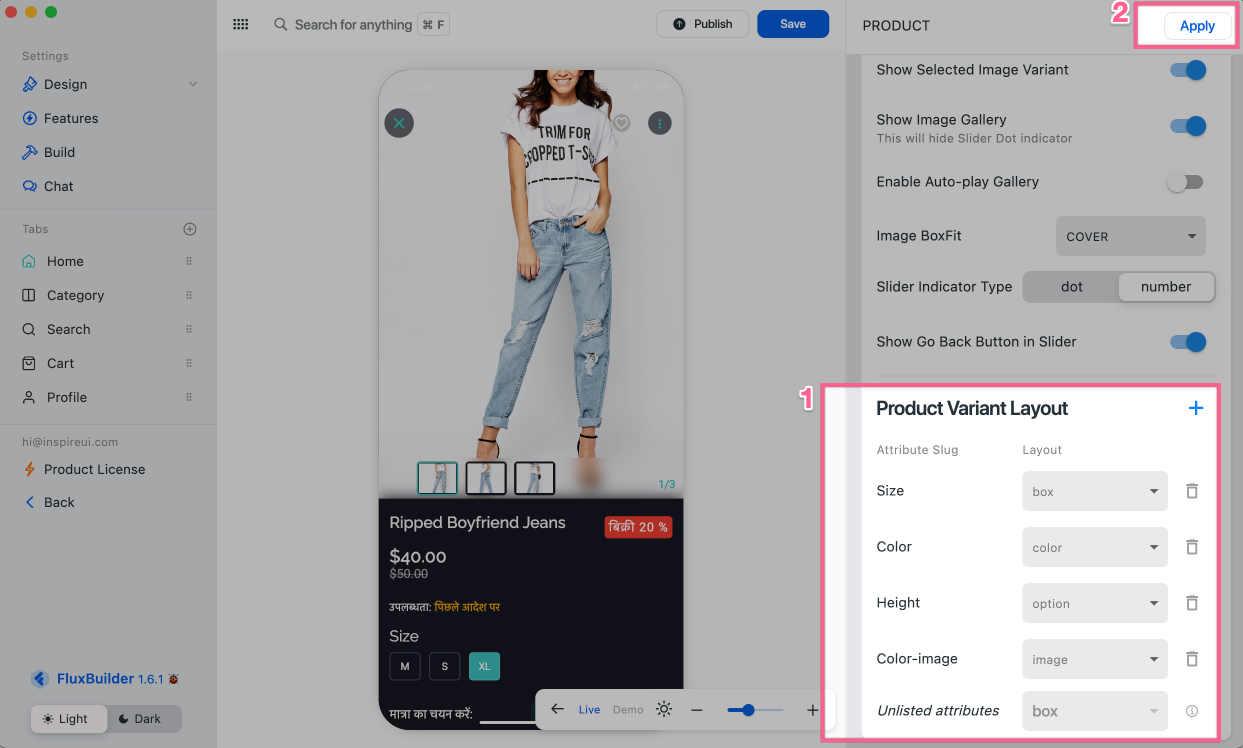 Settings
Design
Features
Build
Chat
Tabs
Home
Category
Search
Cart
Profile
hi@inspireui.com
Product License
Back
FluxBuilder 1.6.1
Light
Dark
Search for anything ⌘ F
Publish
Save
TRIM FOR
CROPPED T-S
1/3
Ripped Boyfriend Jeans
बिक्री 20 %
$40.00
$50.00
उपलब्धता: पिछले आदेश पर
Size
M S XL
मात्रा का चयन करें:
Live Demo
PRODUCT
2
Apply
Show Selected Image Variant
Show Image Gallery
This will hide Slider Dot indicator
Enable Auto-play Gallery
Image BoxFit COVER
Slider Indicator Type dot number
Show Go Back Button in Slider
1
Product Variant Layout
Attribute Slug Layout
Size box
Color color
Height option
Color-image image
Unlisted attributes box